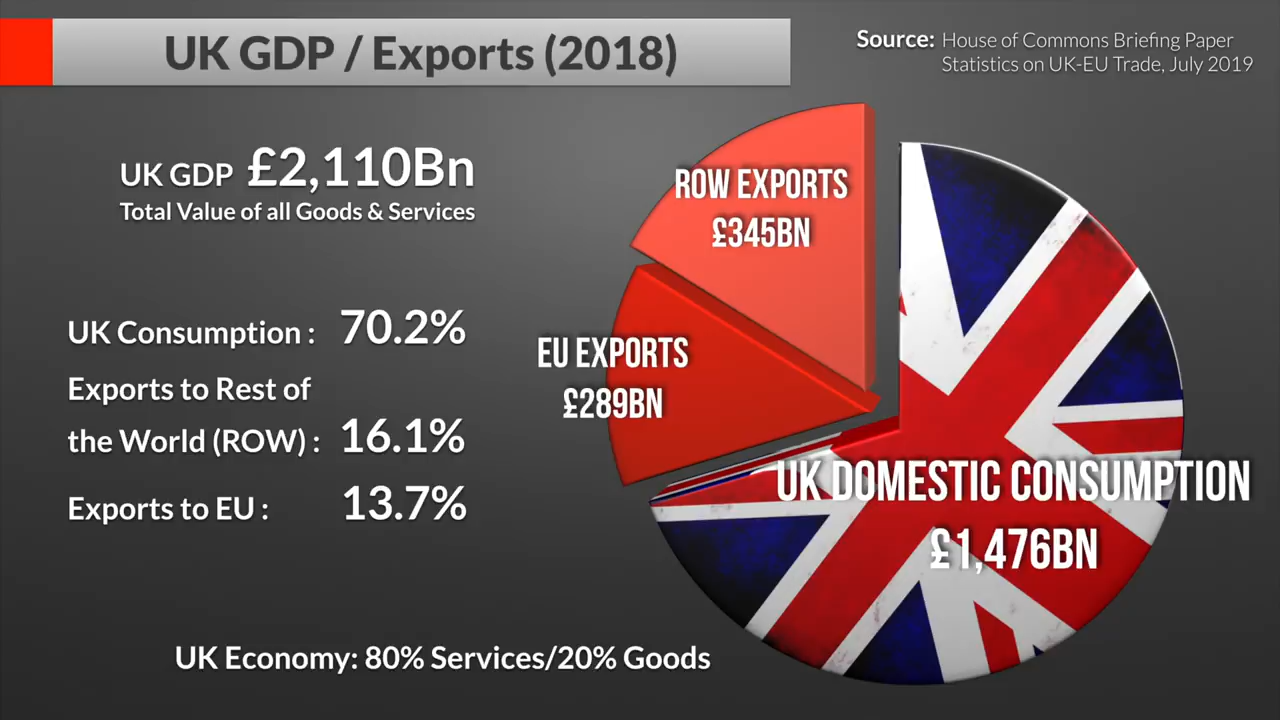 UK GDP / Exports (2018)
Source: House of Commons Briefing Paper
Statistics on UK-EU Trade, July 2019
UK GDP £2,110Bn
Total Value of all Goods & Services
UK Consumption : 70.2%
Exports to Rest of
the World (ROW) : 16.1%
Exports to EU : 13.7%
ROW EXPORTS
£345BN
EU EXPORTS
£289BN
UK DOMESTIC CONSUMPTION
£1,476BN
UK Economy: 80% Services/20% Goods